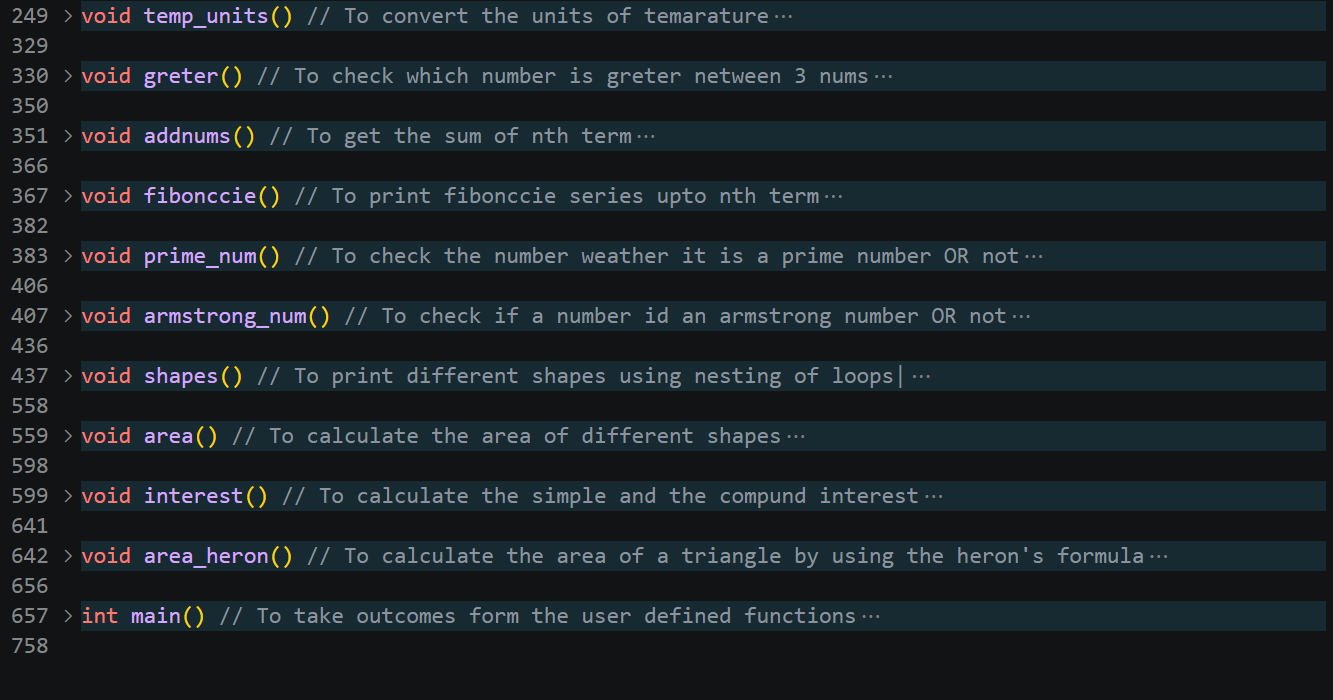 249 > void temp_units() // To convert the units of temarature···
329
330 > void greter() // To check which number is greter netween 3 nums···
350
351 > void addnums() // To get the sum of nth term···
366
367 > void fibonccie() // To print fibonccie series upto nth term···
382
383 > void prime_num() // To check the number weather it is a prime number OR not···
406
407 > void armstrong_num() // To check if a number id an armstrong number OR not···
436
437 > void shapes() // To print different shapes using nesting of loops···
558
559 > void area() // To calculate the area of different shapes···
598
599 > void interest() // To calculate the simple and the compund interest···
641
642 > void area_heron() // To calculate the area of a triangle by using the heron's formula···
656
657 > int main() // To take outcomes form the user defined functions···
758